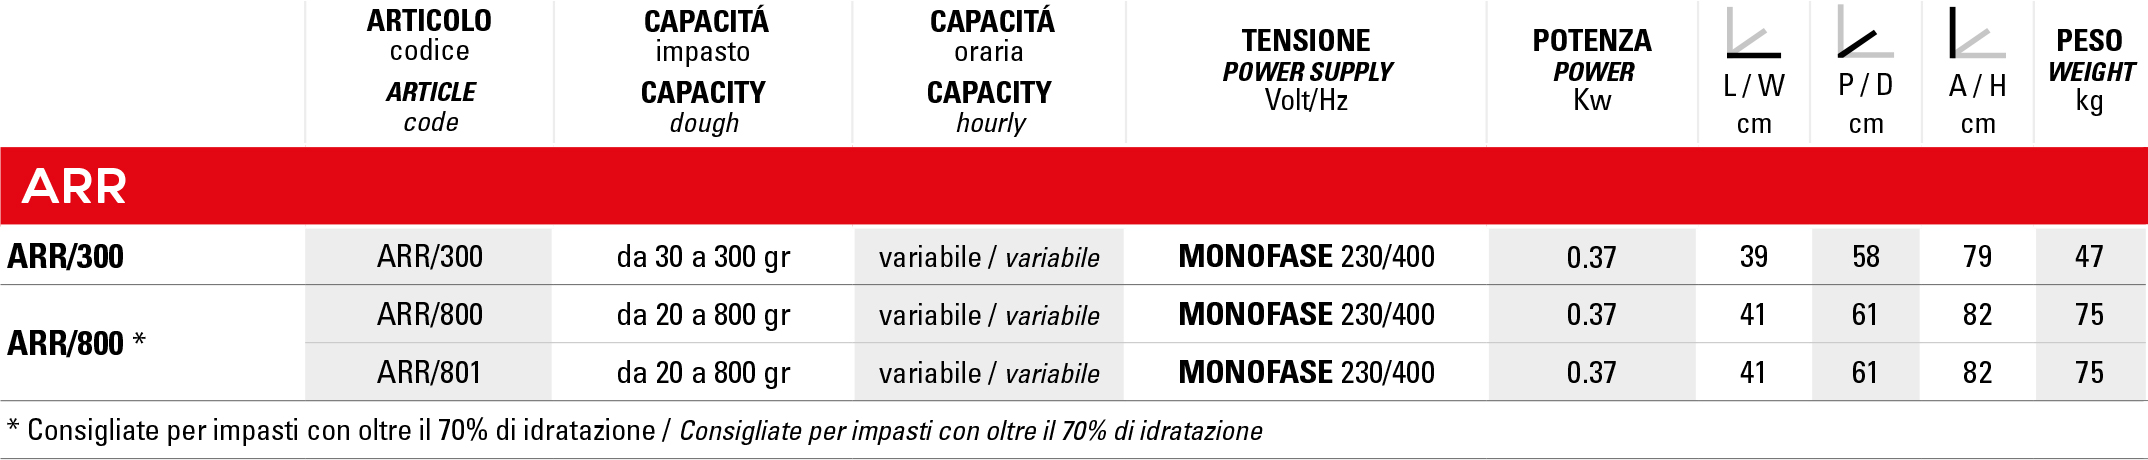 ARTICOLO
codice
ARTICLE
code
CAPACITÁ
impasto
CAPACITY
dough
CAPACITÁ
oraria
CAPACITY
hourly
TENSIONE
POWER SUPPLY
Volt/Hz
POTENZA
POWER
Kw
L / W
cm
P / D
cm
A / H
cm
PESO
WEIGHT
kg
ARR
ARR/300 ARR/300 da 30 a 300 gr variabile / variabile MONOFASE 230/400 0.37 39 58 79 47
ARR/800 *
ARR/800 da 20 a 800 gr variabile / variabile MONOFASE 230/400 0.37 41 61 82 75
ARR/801 da 20 a 800 gr variabile / variabile MONOFASE 230/400 0.37 41 61 82 75
* Consigliate per impasti con oltre il 70% di idratazione / Consigliate per impasti con oltre il 70% di idratazione